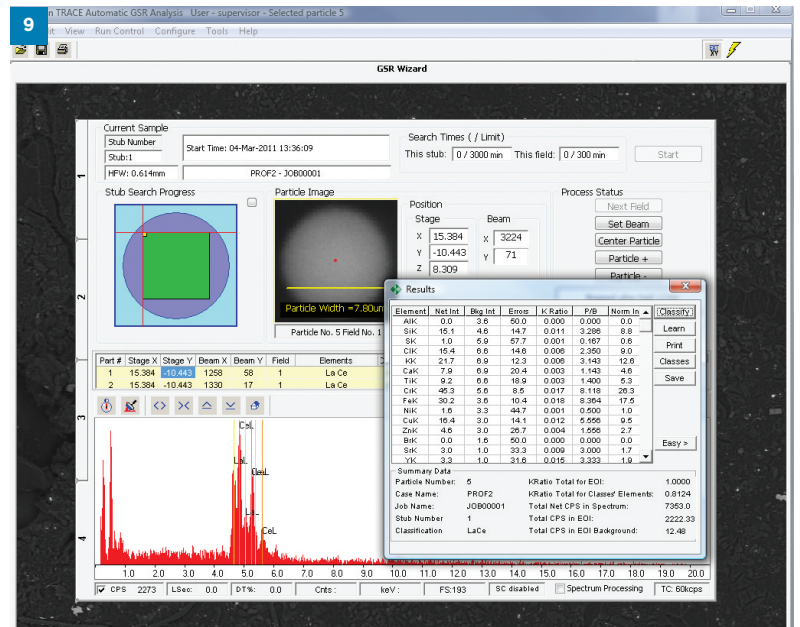 9
n TRACE Automatic GSR Analysis User - supervisor - Selected particle 5
it View Run Control Configure Tools Help
GSR Wizard
Current Sample
Stub Number
Stub:1
Start Time: 04-Mar-2011 13:36:09
HFW: 0.614mm
PROF2 - JOB00001
Search Times ( / Limit)
This stub: 0 / 3000 min This field: 0 / 300 min
Start
Stub Search Progress
Particle Image
Particle Width =7.80um
Particle No. 5 Field No. 1
Position
Stage Beam
X 15.384 X 3224
Y -10.443 Y 71
Z 8.309
Process Status
Next Field
Set Beam
Center Particle
Particle +
Particle -
Part # Stage X Stage Y Beam X Beam Y Field Elements
1 15.384 -10.443 1258 58 1 La Ce
2 15.384 -10.443 1330 17 1 La Ce
Results
Element Net Int Bkg Int Errors K Ratio P/B Norm In
AlK 0.0 3.6 50.0 0.000 0.000 0.0
SiK 15.1 4.6 14.7 0.011 3.286 8.8
SK 1.0 5.9 57.7 0.001 0.167 0.6
ClK 15.4 6.6 14.6 0.006 2.350 9.0
KK 21.7 6.9 12.3 0.006 3.143 12.6
CaK 7.9 6.9 20.4 0.003 1.143 4.6
TiK 9.2 6.6 18.9 0.003 1.400 5.3
CrK 45.3 5.6 8.5 0.017 8.118 26.3
FeK 30.2 3.6 10.4 0.018 8.364 17.5
NiK 1.6 3.3 44.7 0.001 0.500 1.0
CuK 16.4 3.0 14.1 0.012 5.556 9.5
ZnK 4.6 3.0 26.7 0.004 1.556 2.7
BrK 0.0 1.6 50.0 0.000 0.000 0.0
SrK 3.0 1.0 33.3 0.009 3.000 1.7
YK 3.3 1.0 31.6 0.015 3.333 1.9
Classify
Learn
Print
Classes
Save
Easy >
Summary Data
Particle Number: 5 KRatio Total for EOI: 1.0000
Case Name: PROF2 KRatio Total for Classes' Elements: 0.8124
Job Name: JOB00001 Total Net CPS in Spectrum: 7353.0
Stub Number 1 Total CPS in EOI: 2222.33
Classification LaCe Total CPS in EOI Background: 12.48
CeL
LaL
CeL
1
2
3
4
1.0 2.0 3.0 4.0 5.0 6.0 7.0 8.0 9.0 10.0 11.0 12.0 13.0 14.0 15.0 16.0 17.0 18.0 19.0 20.0
CPS 2273 LSec: 0.0 DT%: 0.0 Cnts : keV : FS:193 SC disabled Spectrum Processing TC: 60kcps